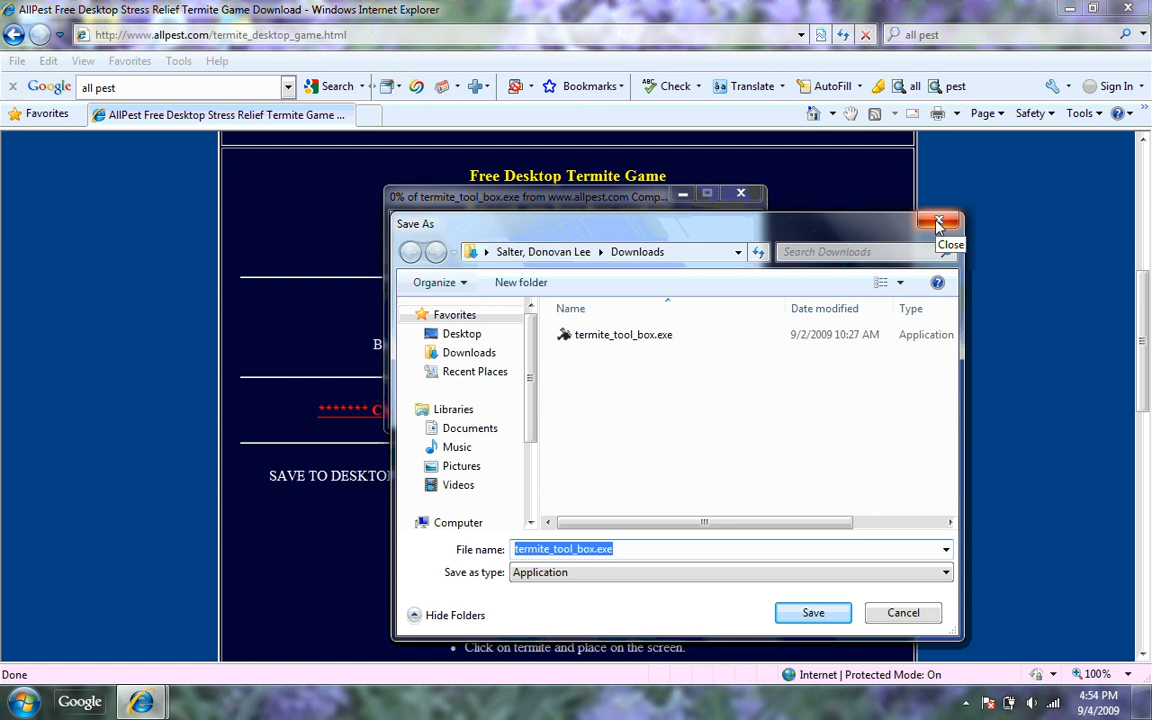 AllPest Free Desktop Stress Relief Termite Game Download - Windows Internet Explorer
http://www.allpest.com/termite_desktop_game.html
all pest
File Edit View Favorites Tools Help
x Google all pest Search Bookmarks Check Translate AutoFill all pest Sign In
Favorites AllPest Free Desktop Stress Relief Termite Game ... Page Safety Tools
Free Desktop Termite Game
0% of termite_tool_box.exe from www.allpest.com Comp...
Save As
Close
Salter, Donovan Lee Downloads Search Downloads
Organize New folder
Name Date modified Type
Favorites
termite_tool_box.exe 9/2/2009 10:27 AM Application
Desktop
Downloads
Recent Places
B
Libraries
******* C
Documents
Music
Pictures
SAVE TO DESKTO
Videos
Computer
File name: termite_tool_box.exe
Save as type: Application
Hide Folders Save Cancel
• Click on termite and place on the screen.
Done Internet | Protected Mode: On 100%
Google 4:54 PM
9/4/2009